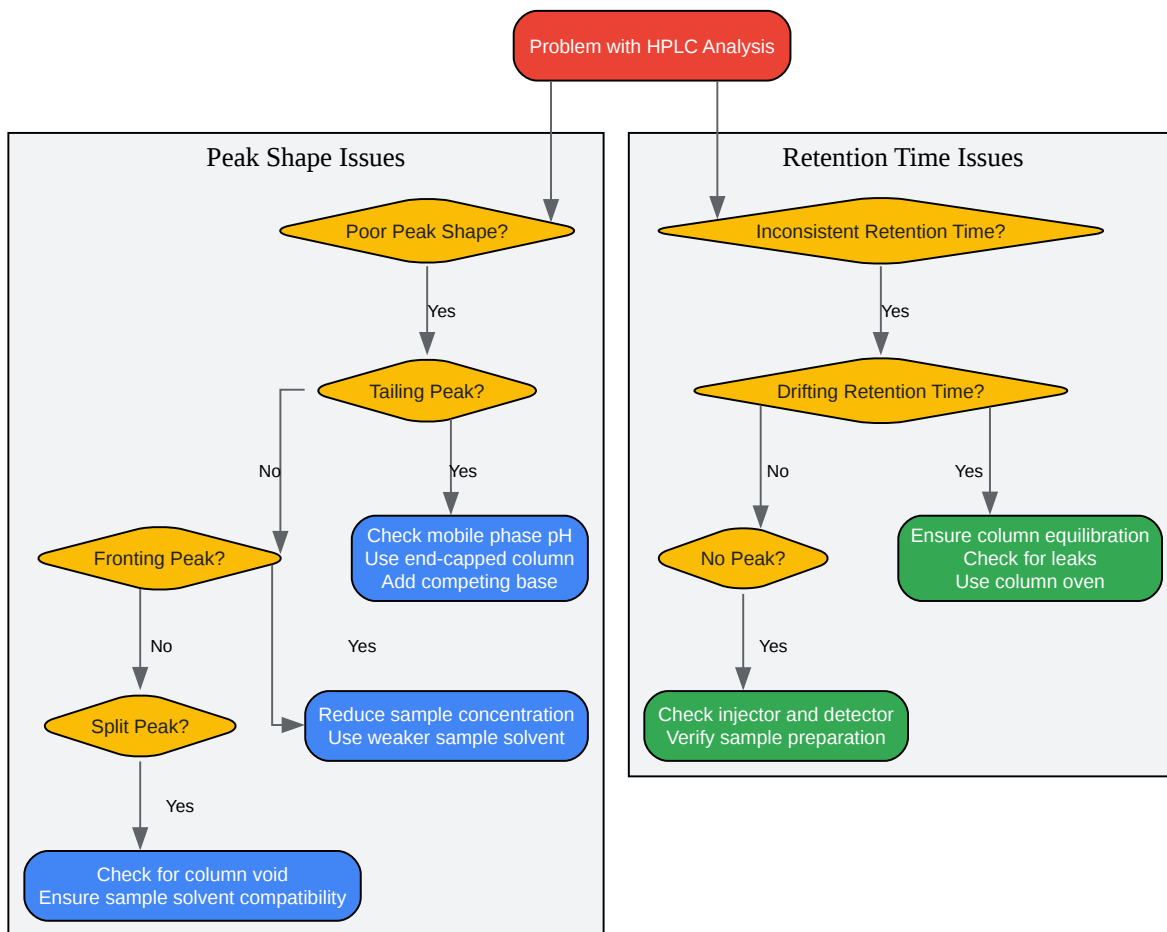 Problem with HPLC Analysis
Peak Shape Issues
Poor Peak Shape?
Yes
Tailing Peak?
No
Yes
Check mobile phase pH
Use end-capped column
Add competing base
Fronting Peak?
No
Yes
Split Peak?
Reduce sample concentration
Use weaker sample solvent
Yes
Check for column void
Ensure sample solvent compatibility
Retention Time Issues
Inconsistent Retention Time?
Yes
Drifting Retention Time?
No
Yes
No Peak?
Ensure column equilibration
Check for leaks
Use column oven
Yes
Check injector and detector
Verify sample preparation